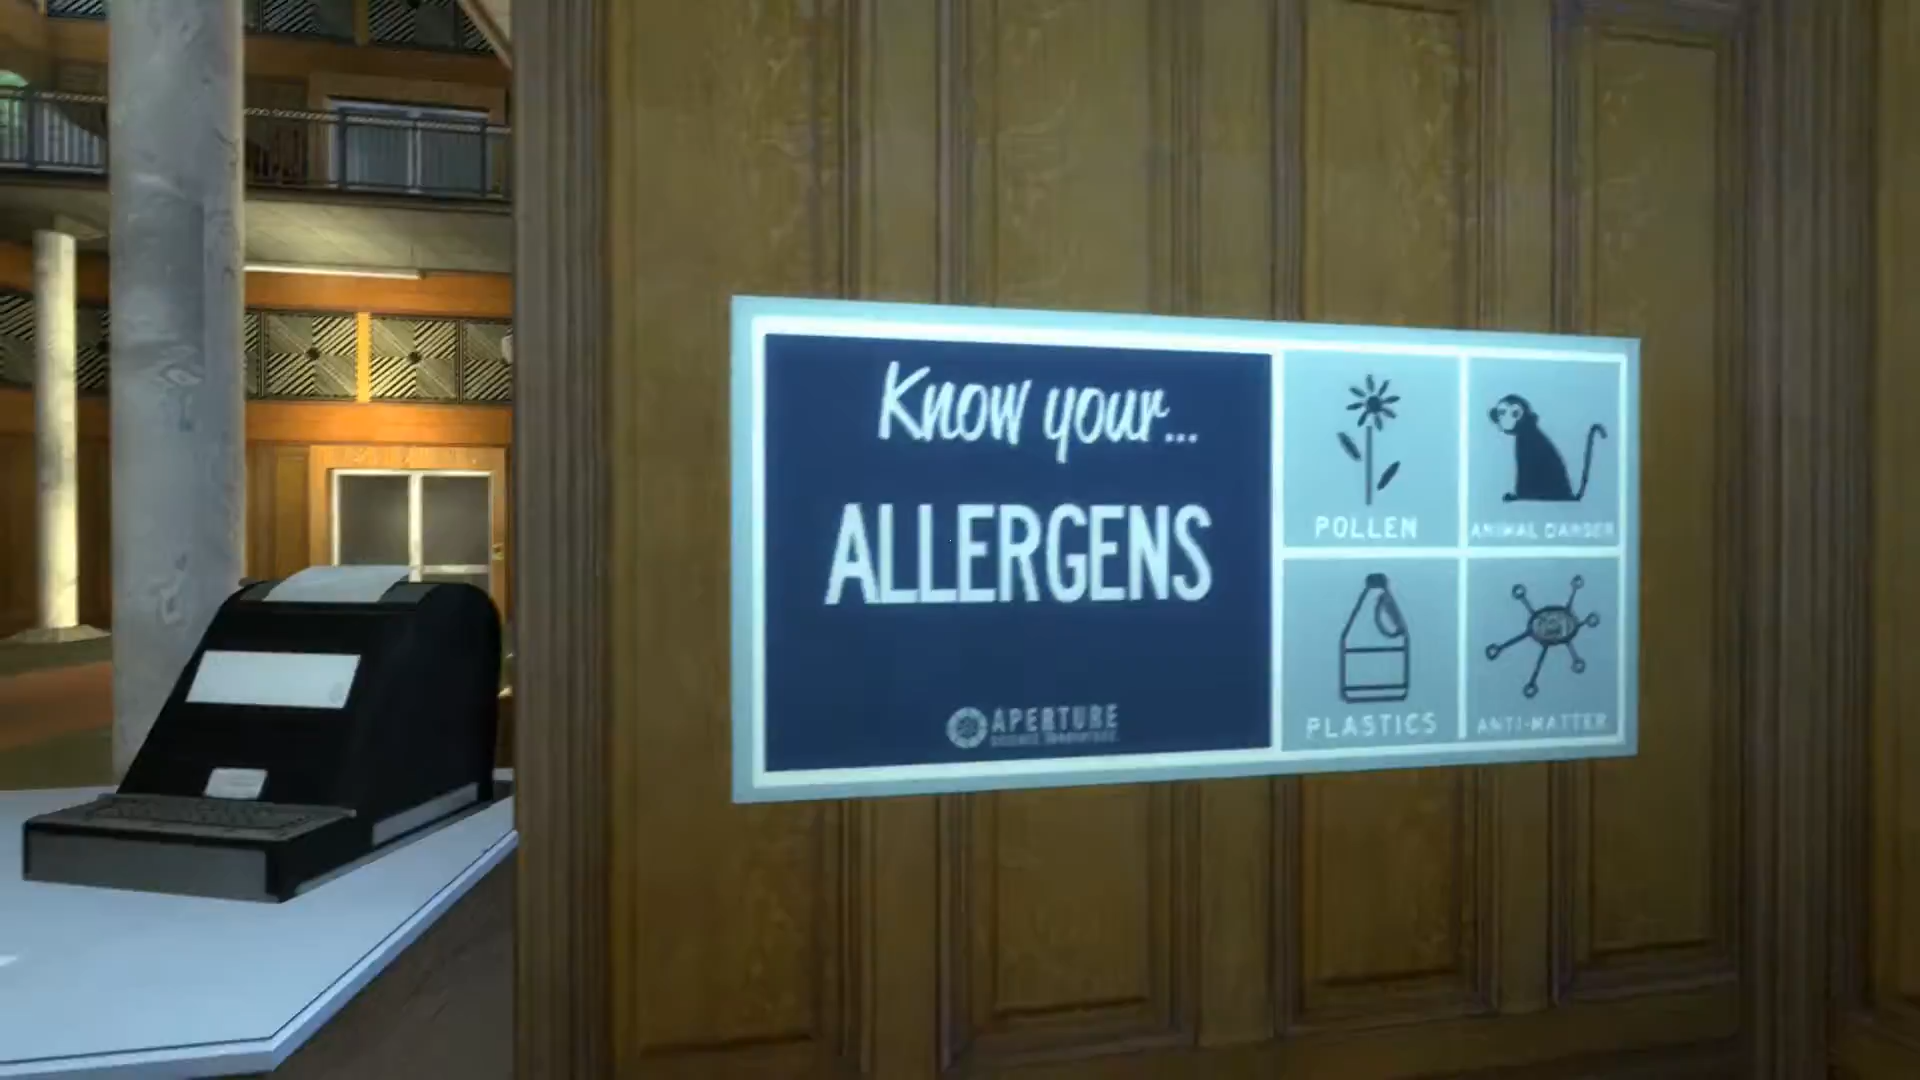 Know your...
ALLERGENS
APERTURE
POLLEN
ANIMAL DANDER
PLASTICS
ANTI-MATTER